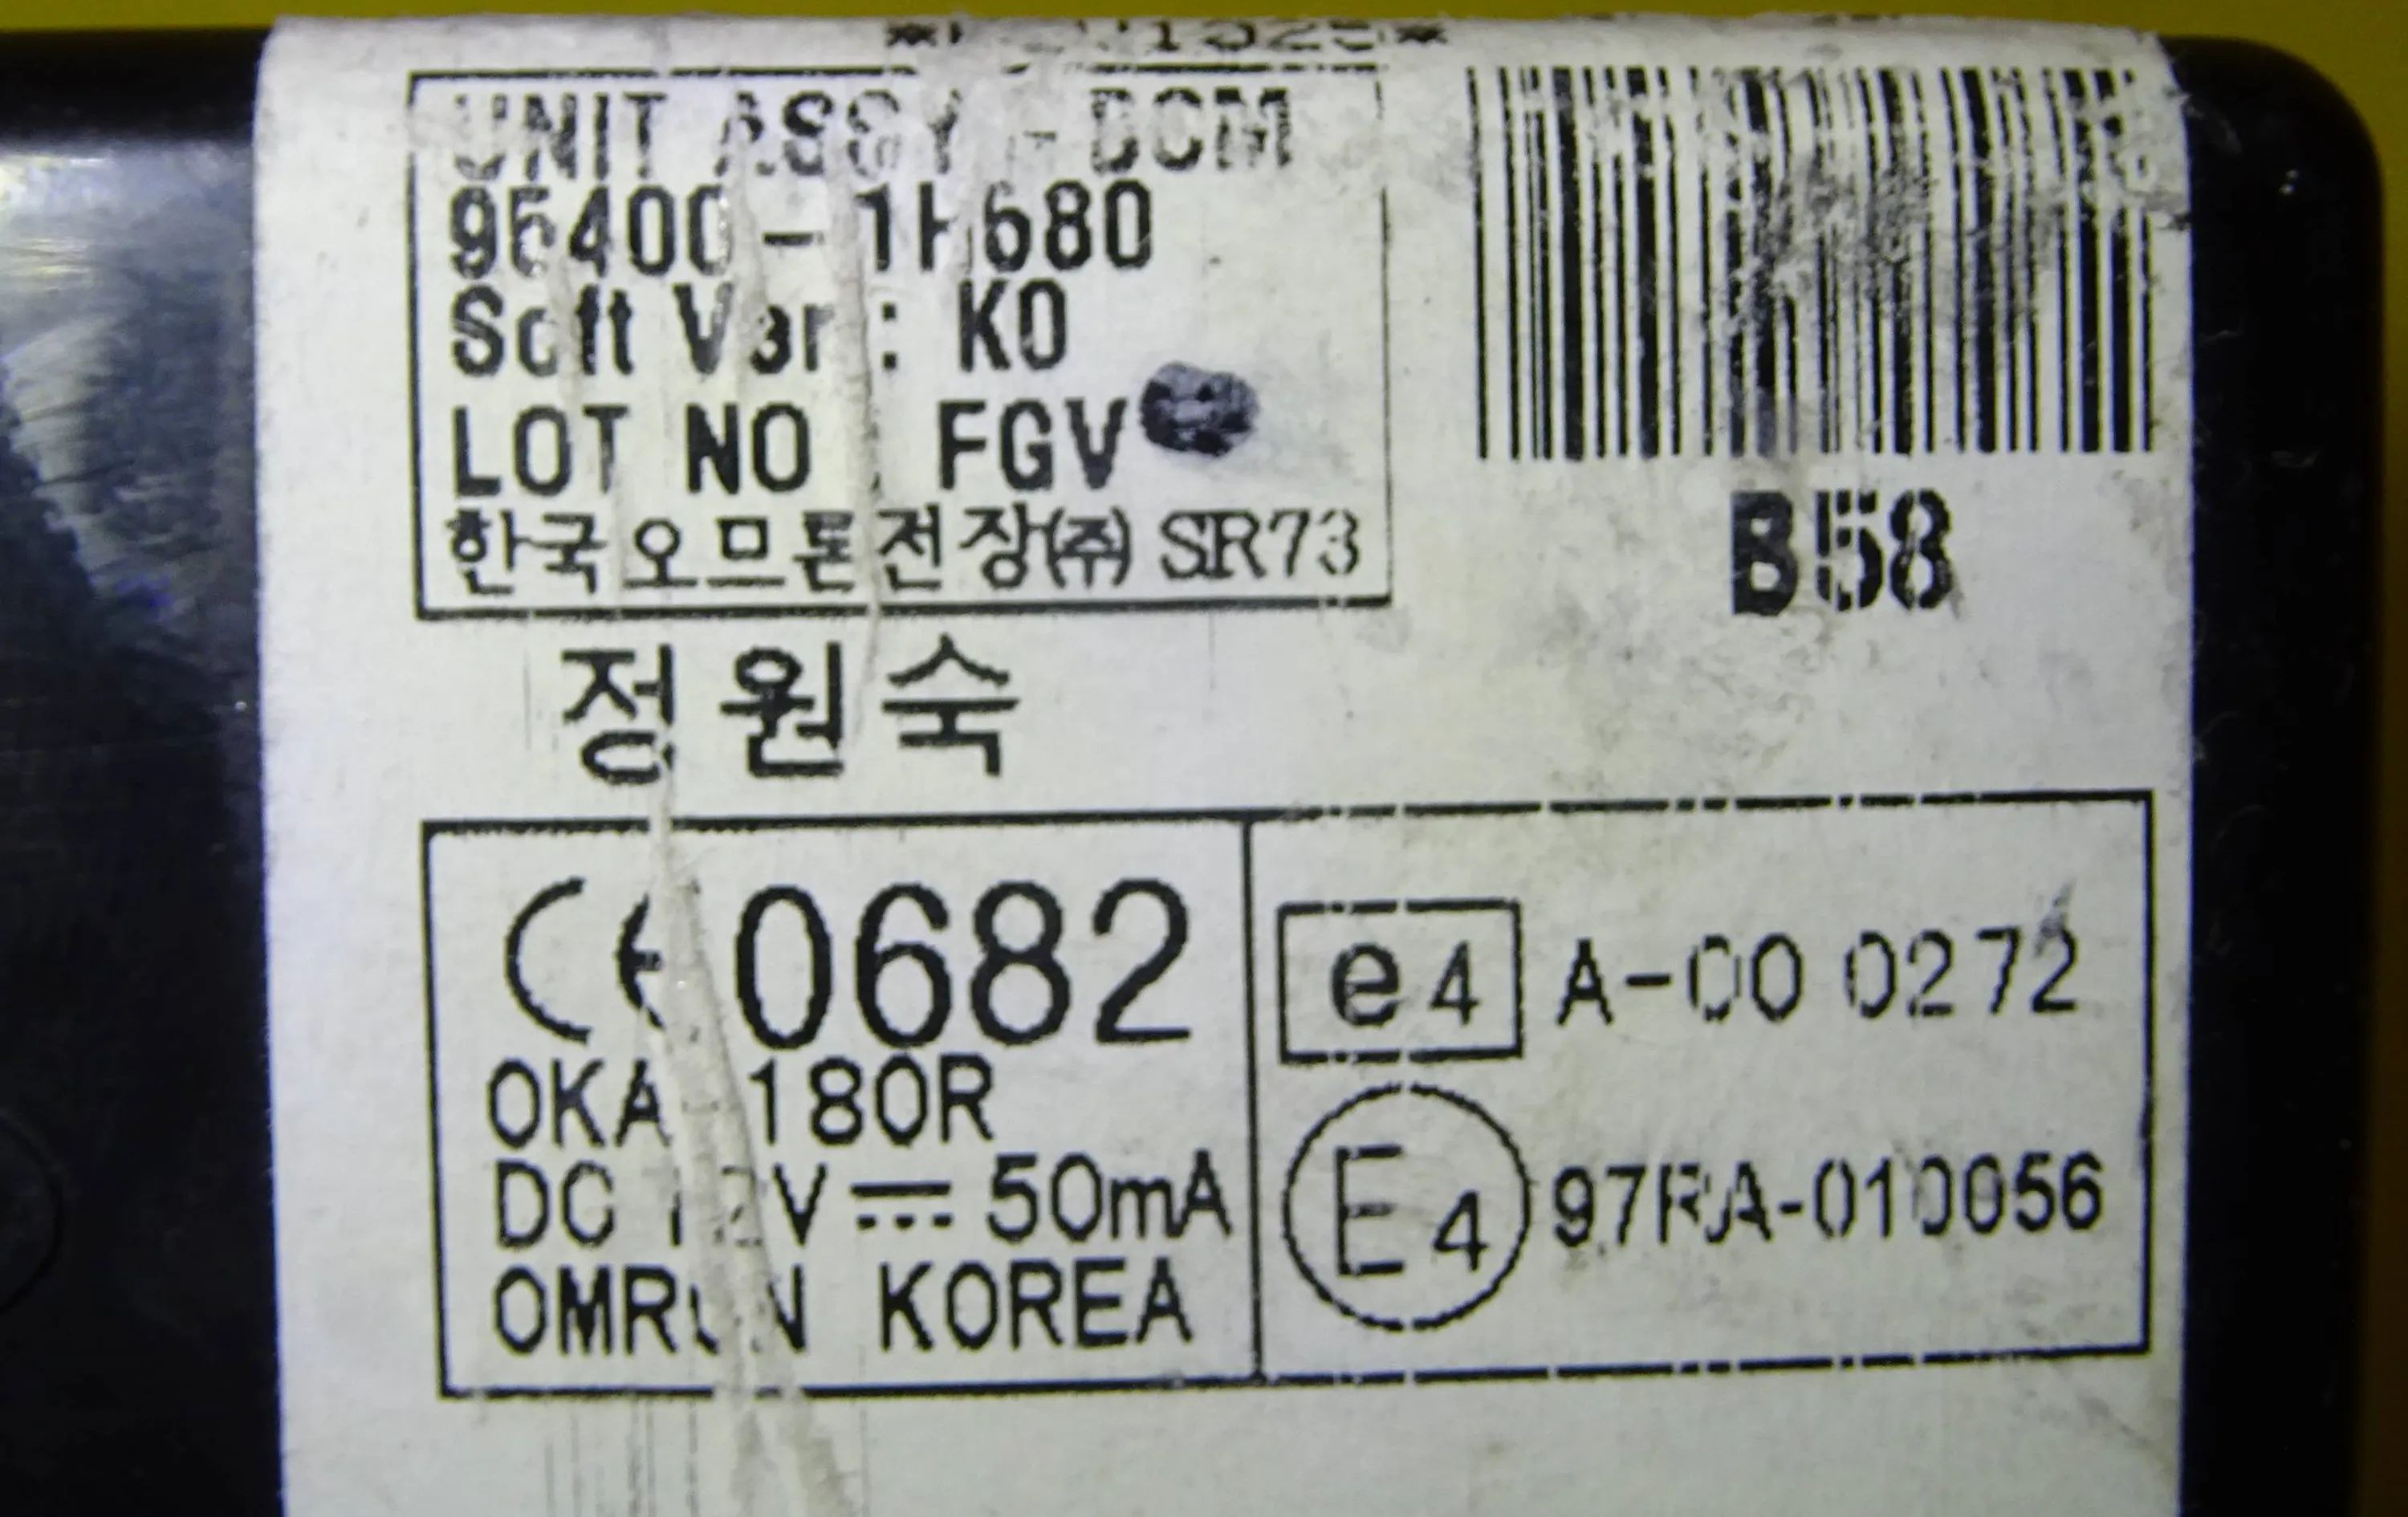 UNIT ASSY - BCM
95400-1H680
Soft Ver : K0
LOT NO : FGV
한국오므론전장(주) SR73
B58
정원숙
CE 0682
OKA 180R
DC 12V ⎓ 50mA
OMRON KOREA
e4 A-00 0272
E4 97RA-010056